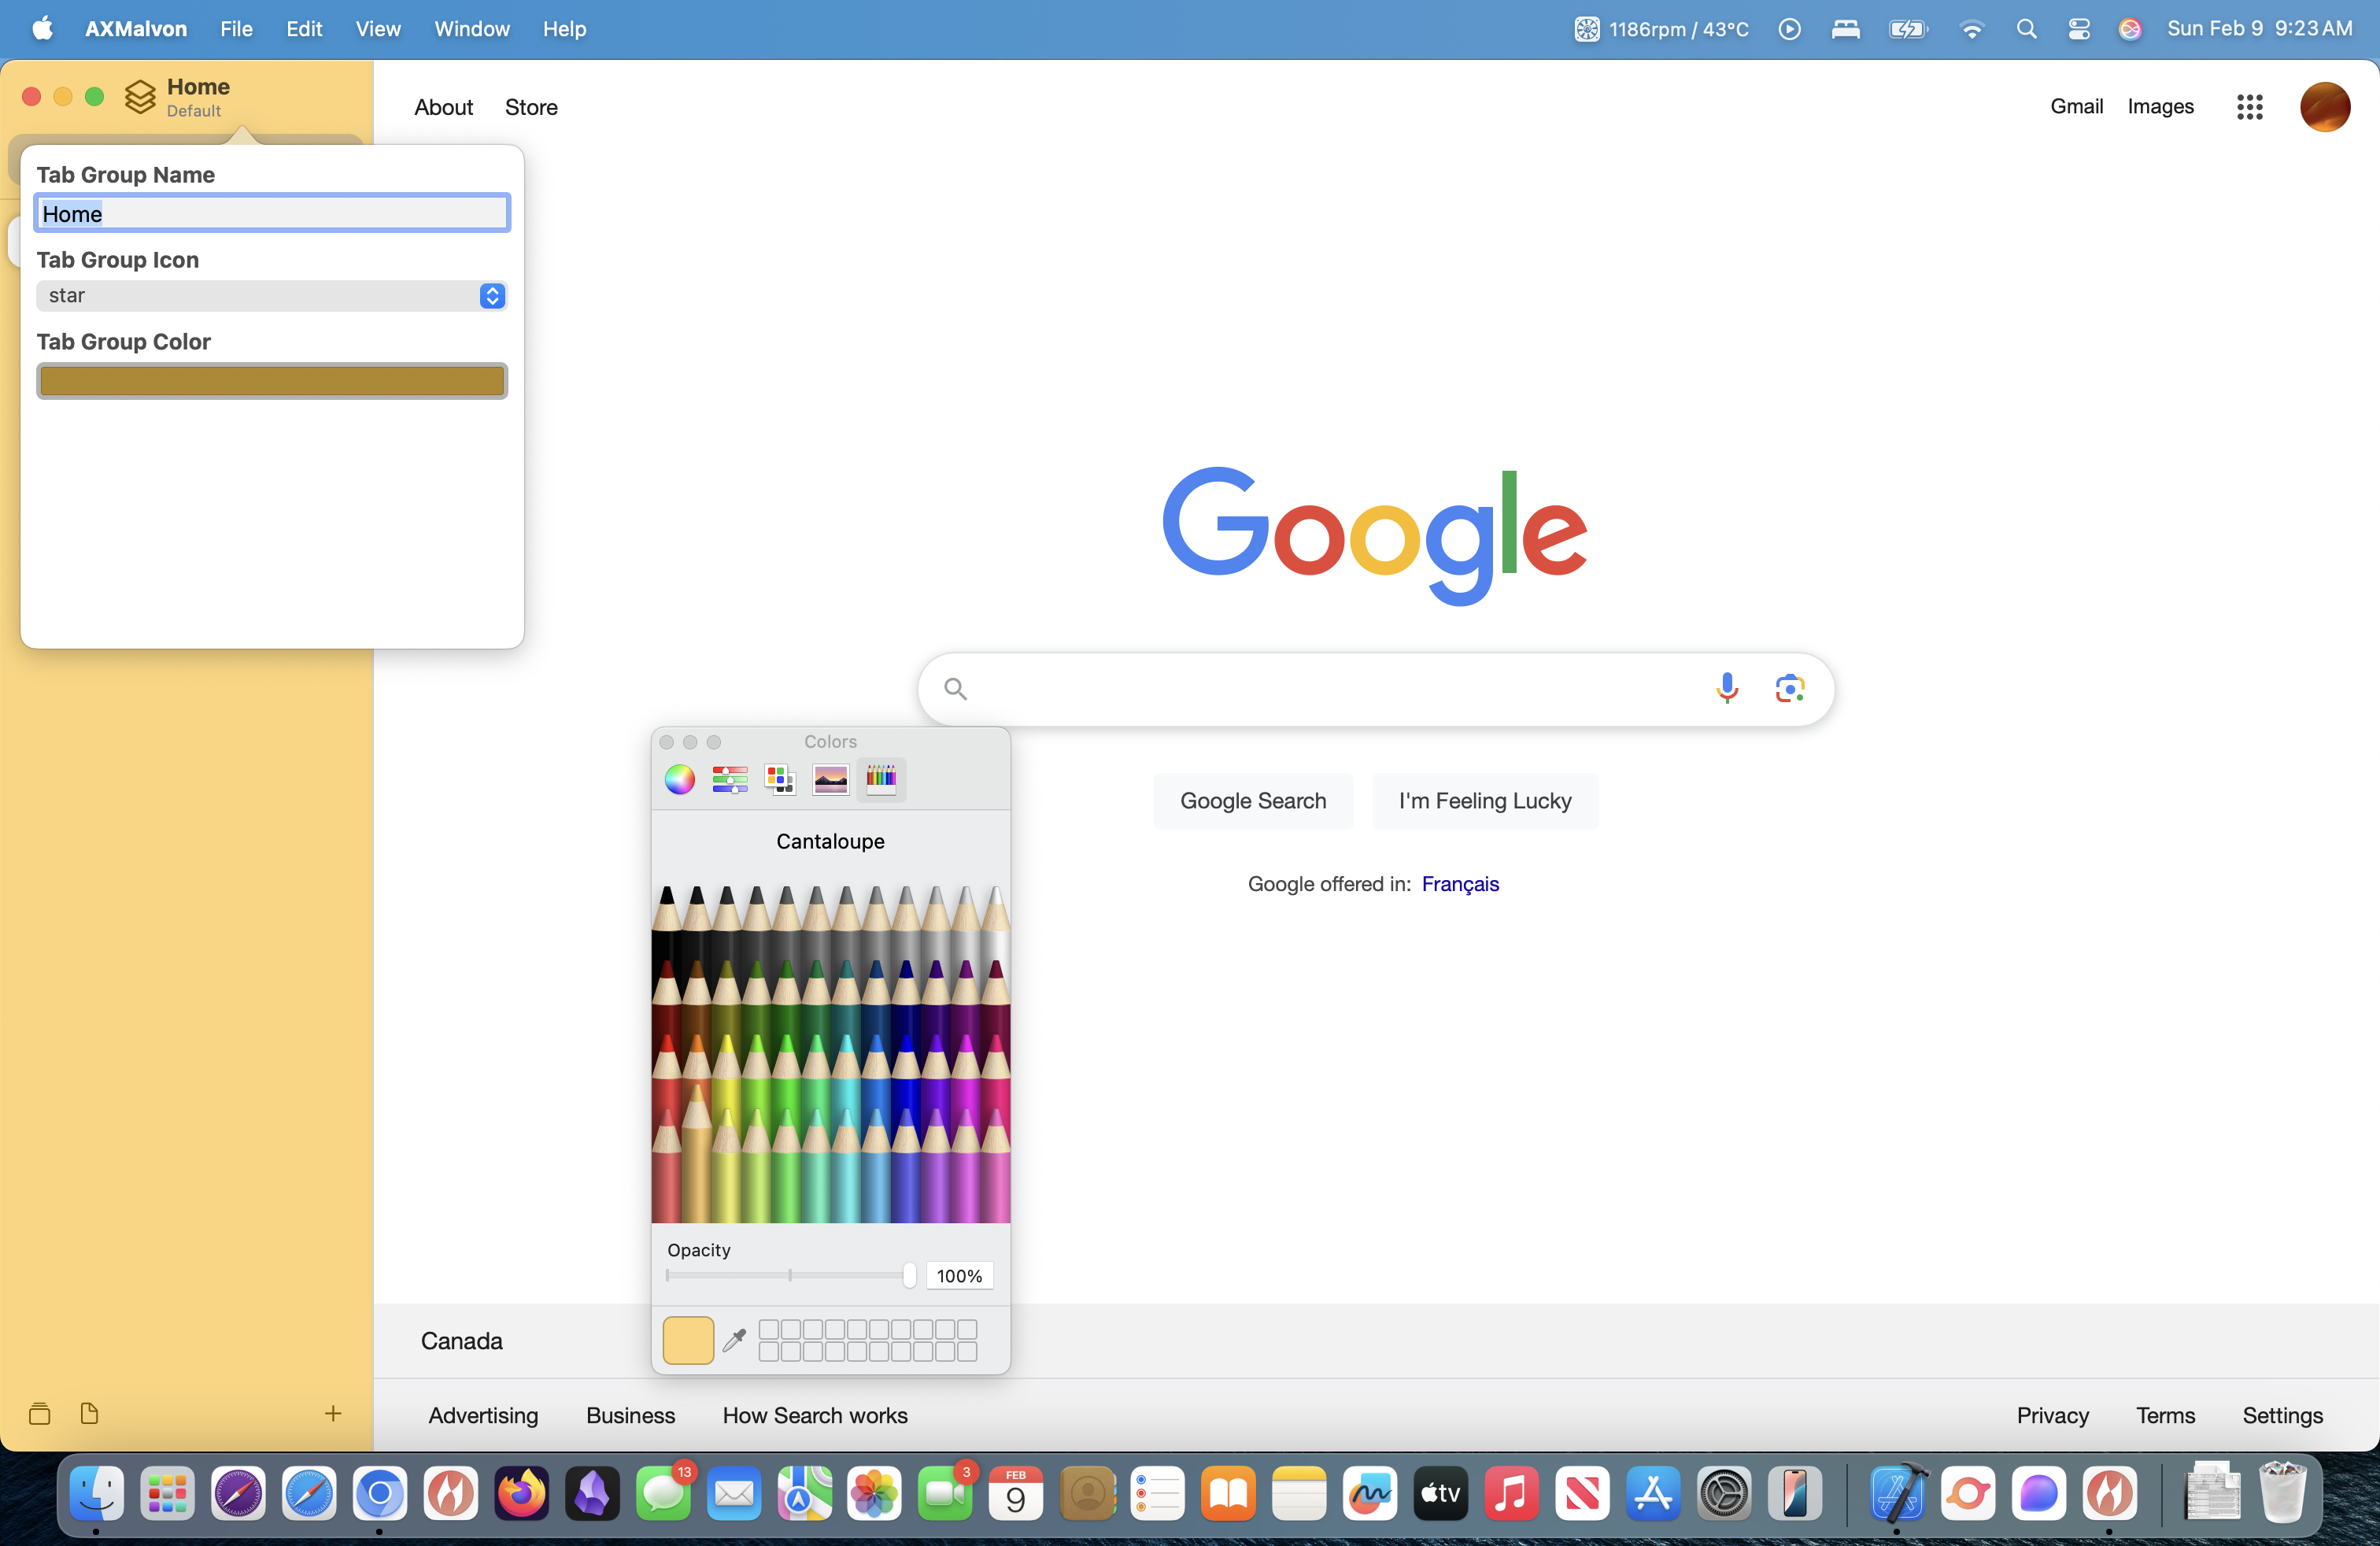 AXMalvon File Edit View Window Help 1186rpm / 43°C Sun Feb 9 9:23 AM
Home
Default
About Store Gmail Images
Tab Group Name
Home
Tab Group Icon
star
Tab Group Color
Google
Colors
Google Search I'm Feeling Lucky
Cantaloupe
Google offered in: Français
Opacity
100%
Canada
Advertising Business How Search works Privacy Terms Settings
13
3
FEB
9
tv